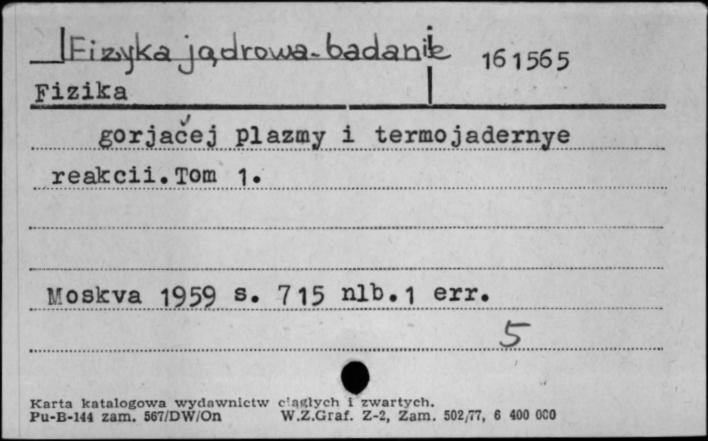 Fizyka jądrowa-badanie 161565
Fizika
gorjačej plazmy i termojadernye
reakcii.Tom 1.
Moskva 1959 s. 715 nlb.1 err.
5
Karta katalogowa wydawnictw ciągłych i zwartych.
Pu-B-144 zam. 567/DW/On W.Z.Graf. Z-2, Zam. 502/77, 6 400 000